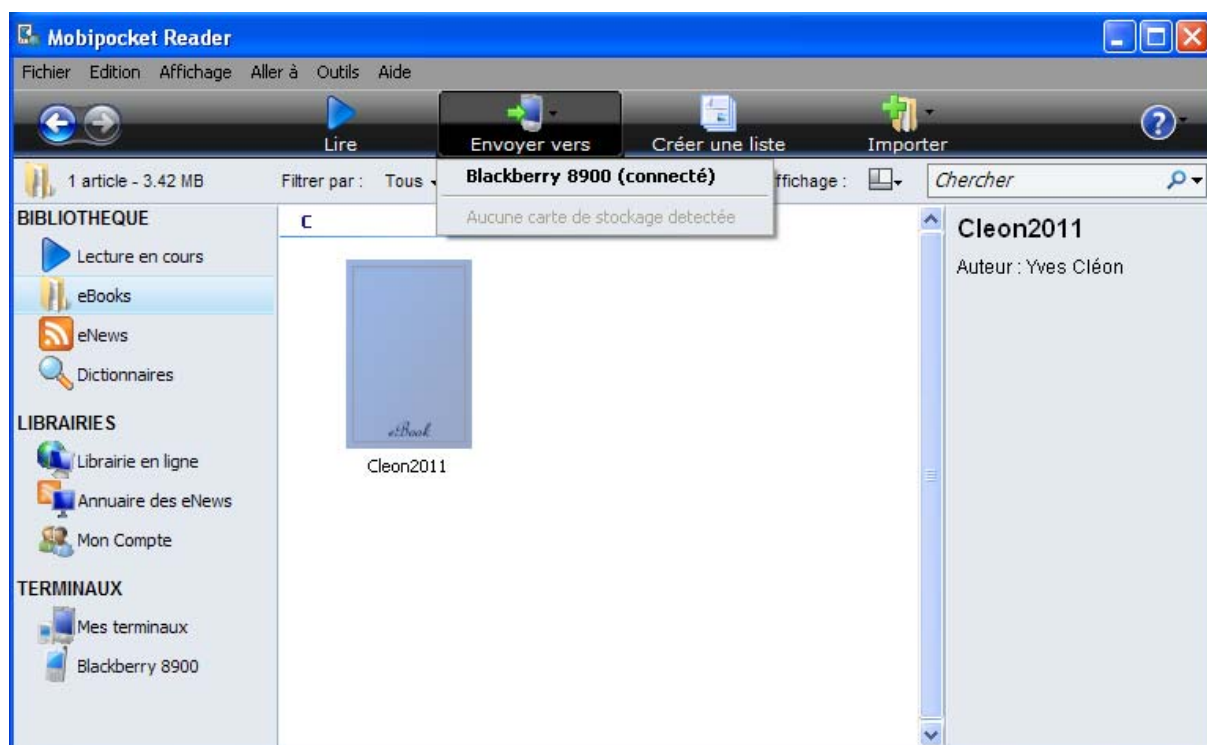 Mobipocket Reader
Fichier Edition Affichage Aller à Outils Aide
Lire Envoyer vers Créer une liste Importer
1 article - 3.42 MB Filtrer par : Tous ffichage : Chercher
Blackberry 8900 (connecté)
Aucune carte de stockage detectée
BIBLIOTHEQUE
Lecture en cours
eBooks
eNews
Dictionnaires
LIBRAIRIES
Librairie en ligne
Annuaire des eNews
Mon Compte
TERMINAUX
Mes terminaux
Blackberry 8900
C
eBook
Cleon2011
Cleon2011
Auteur : Yves Cléon